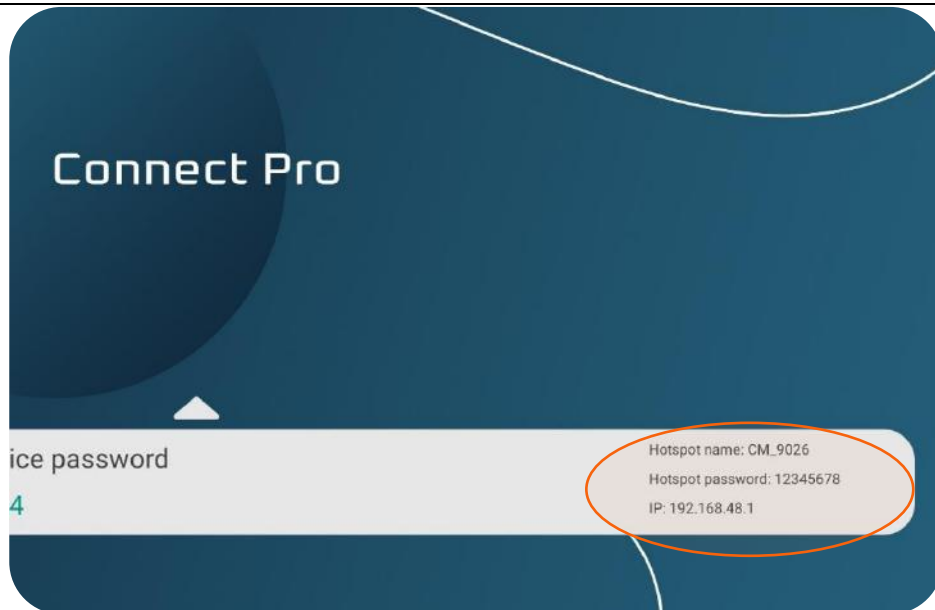 Connect Pro
ice password
4
Hotspot name: CM_9026
Hotspot password: 12345678
IP: 192.168.48.1